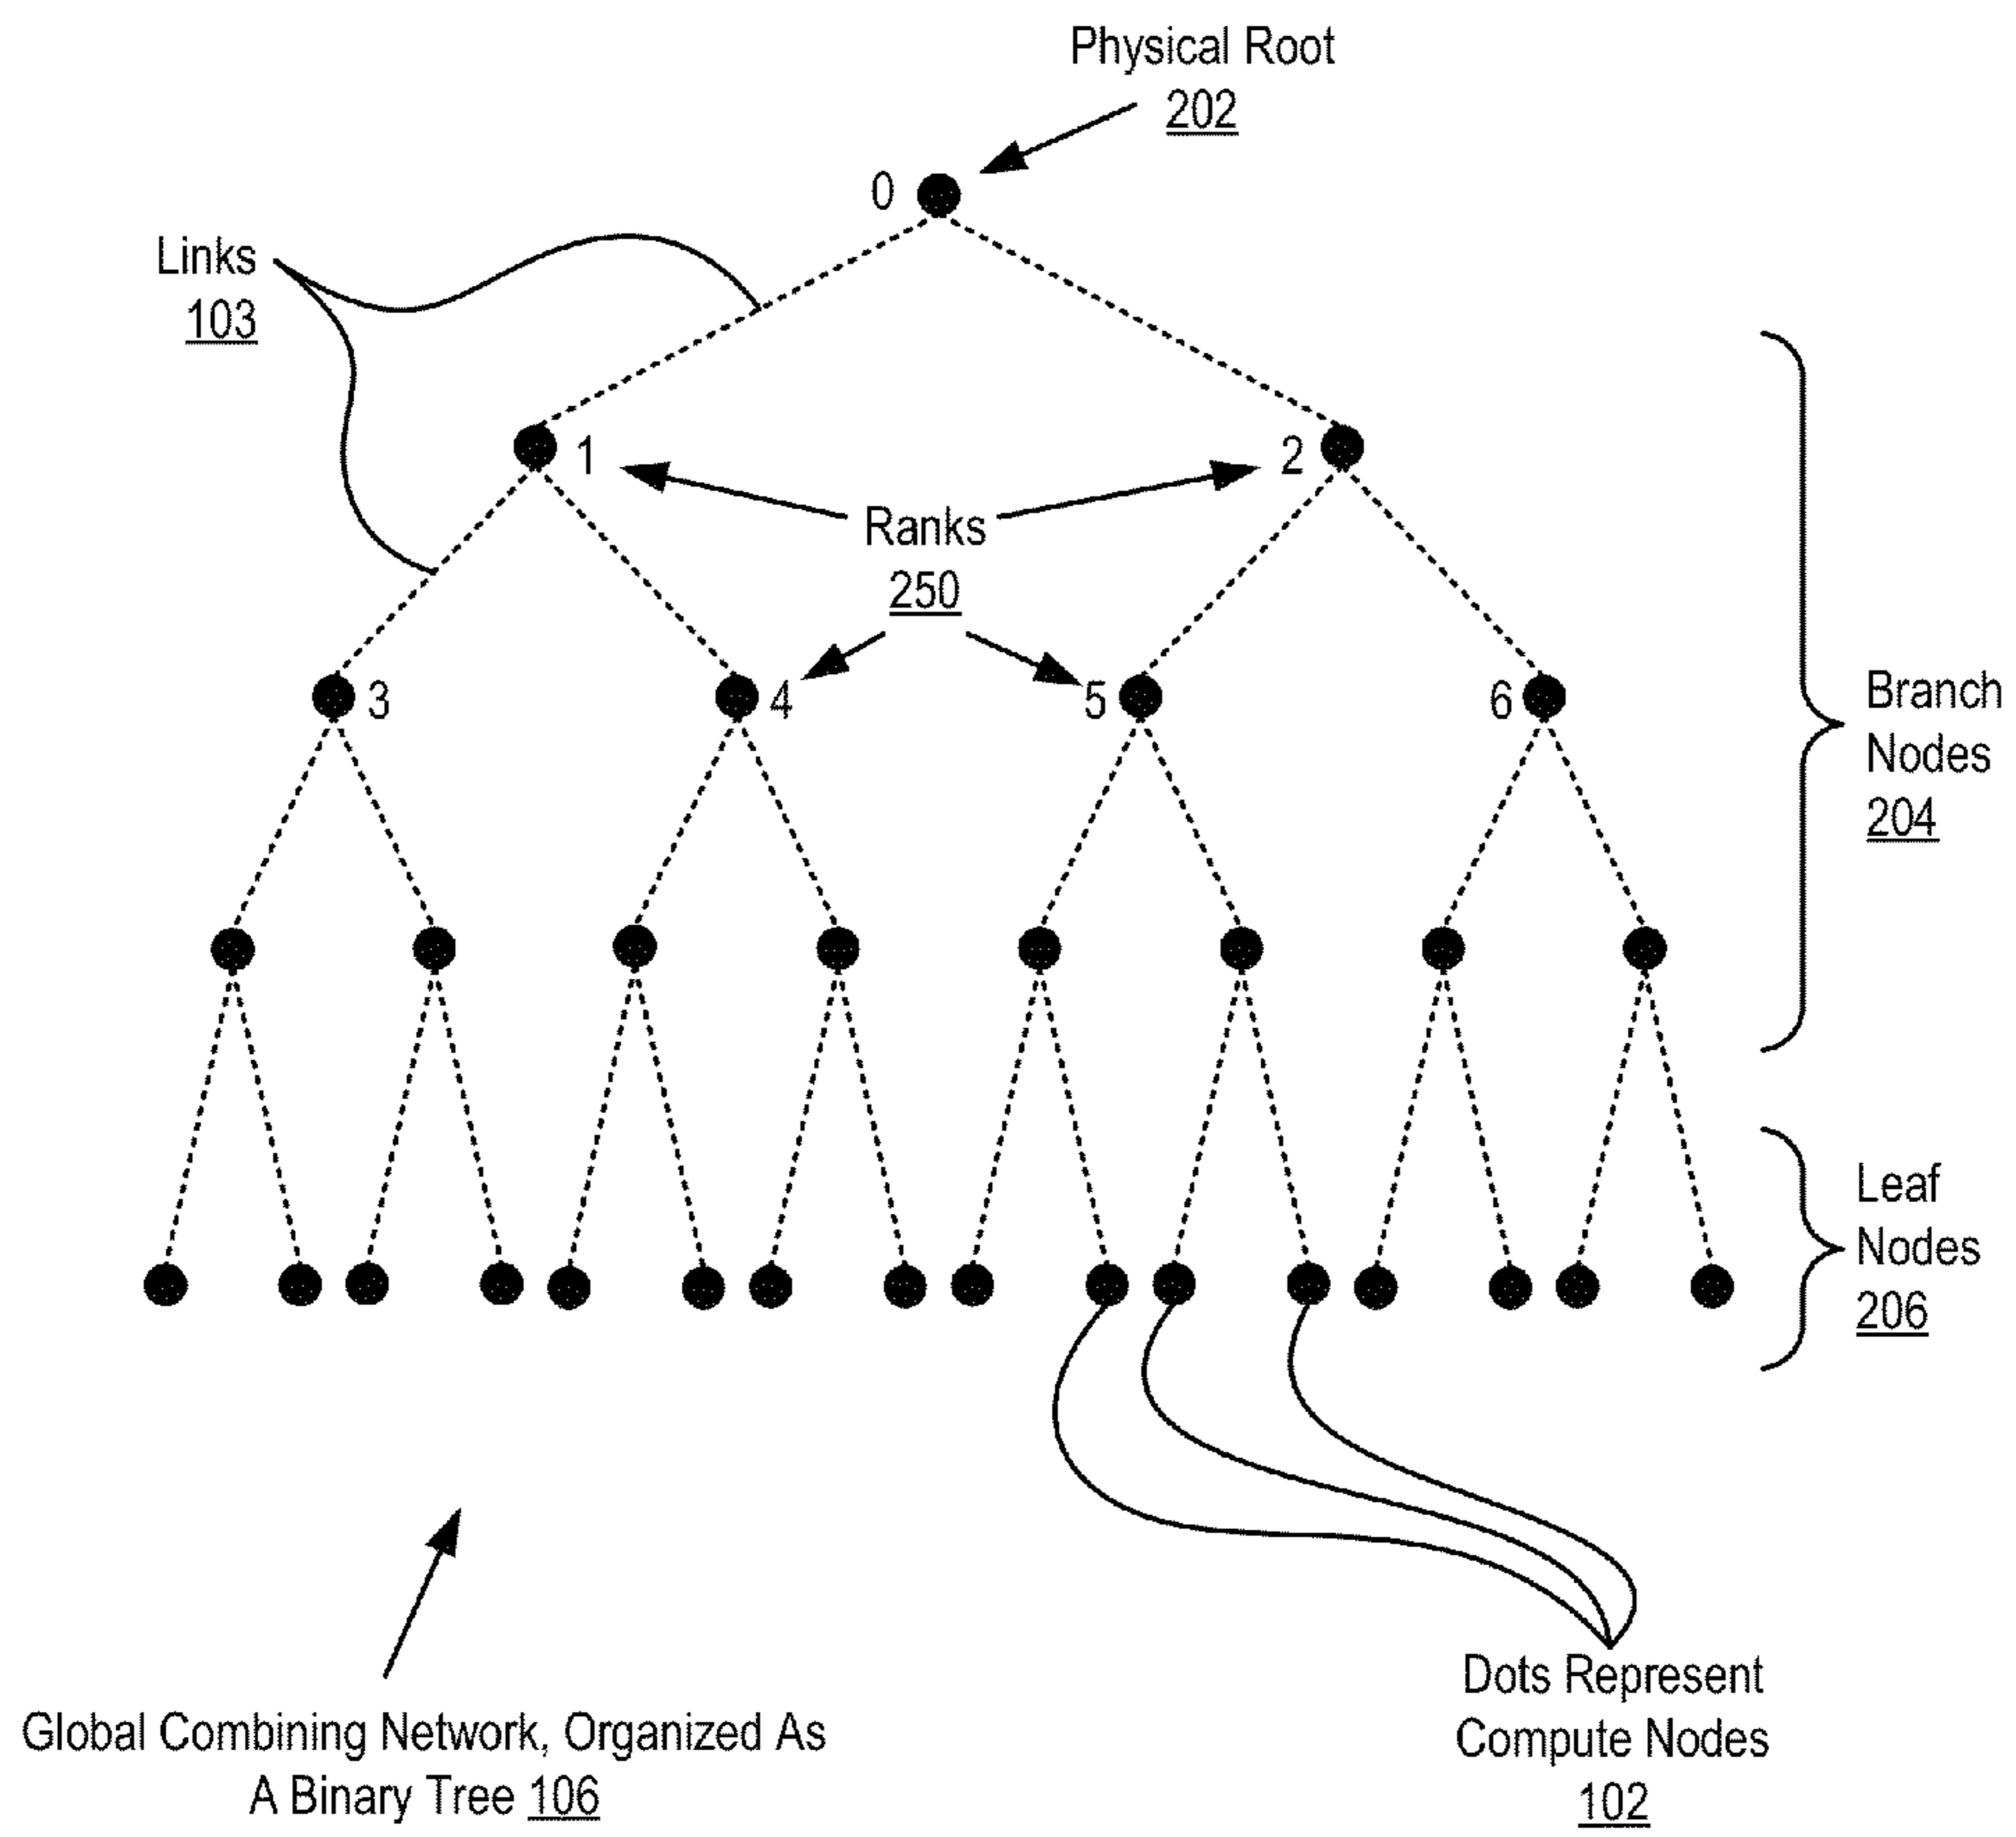 Physical Root
202
0
Links
103
1
2
Ranks
250
3
4
5
6
Branch
Nodes
204
Leaf
Nodes
206
Global Combining Network, Organized As
A Binary Tree 106
Dots Represent
Compute Nodes
102